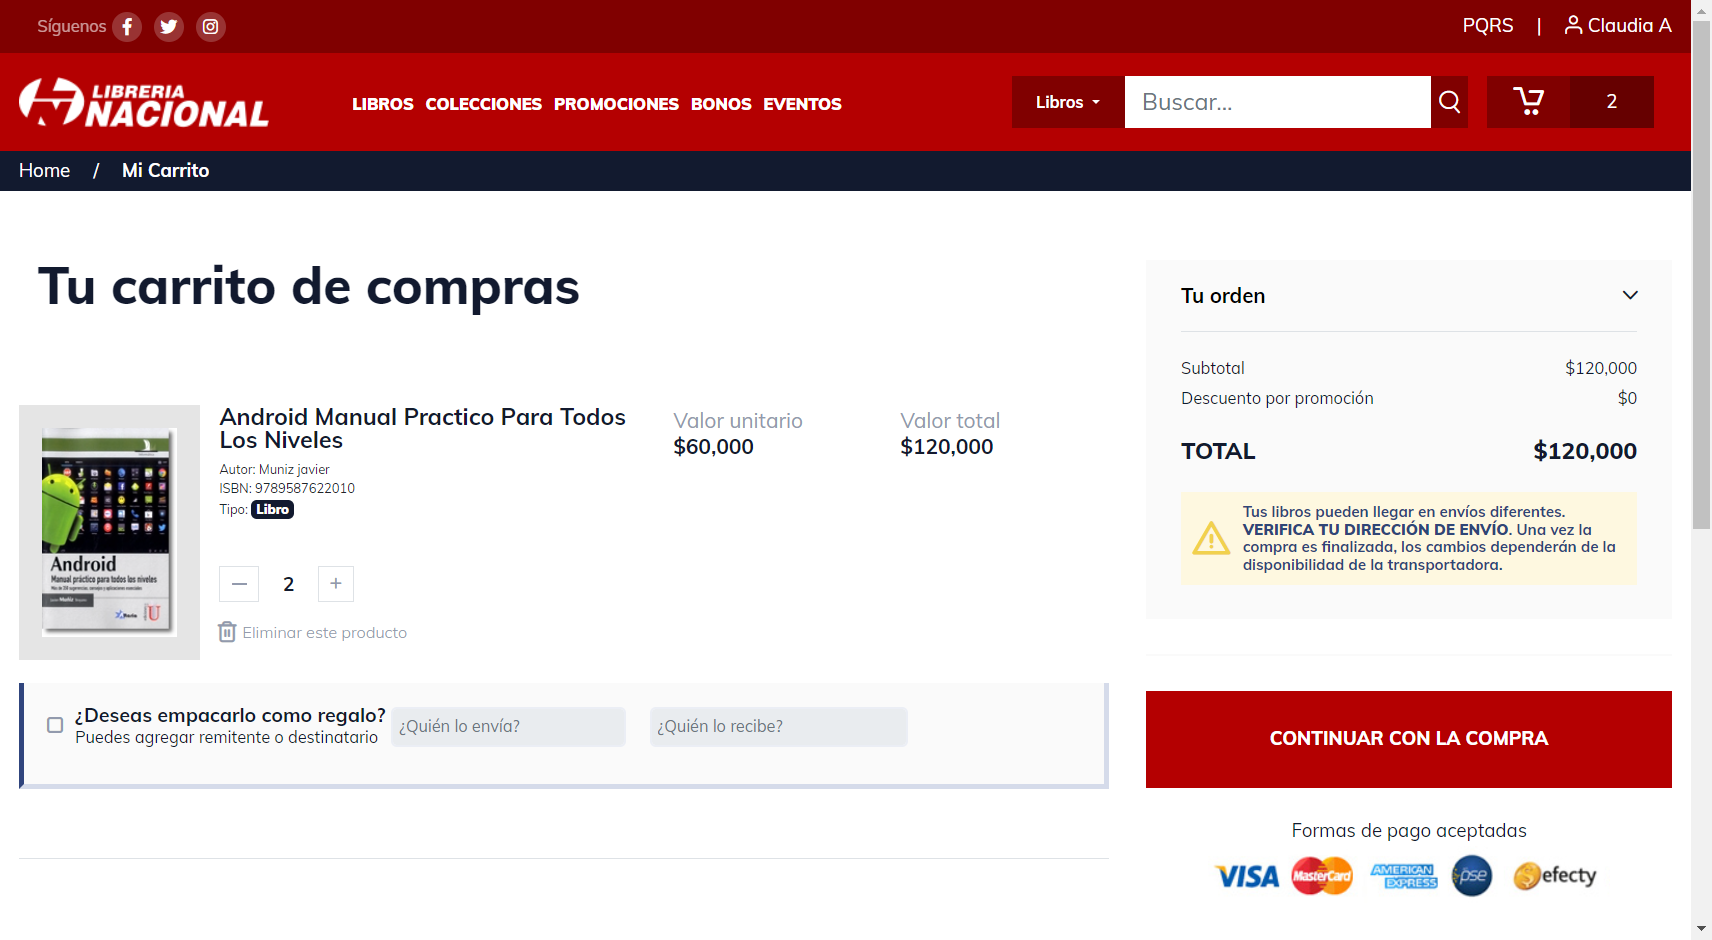 Síguenos
PQRS | Claudia A
LIBRERIA
NACIONAL
LIBROS COLECCIONES PROMOCIONES BONOS EVENTOS
Libros
Buscar...
2
Home / Mi Carrito
Tu carrito de compras
Android Manual Practico Para Todos
Los Niveles
Autor: Muniz javier
ISBN: 9789587622010
Tipo: Libro
Valor unitario
$60,000
Valor total
$120,000
Android
Manual práctico para todos los niveles
2
Eliminar este producto
¿Deseas empacarlo como regalo?
Puedes agregar remitente o destinatario
¿Quién lo envía?
¿Quién lo recibe?
Tu orden
Subtotal $120,000
Descuento por promoción $0
TOTAL $120,000
Tus libros pueden llegar en envíos diferentes.
VERIFICA TU DIRECCIÓN DE ENVÍO. Una vez la
compra es finalizada, los cambios dependerán de la
disponibilidad de la transportadora.
CONTINUAR CON LA COMPRA
Formas de pago aceptadas
VISA
MasterCard
AMERICAN
EXPRESS
pse
efecty